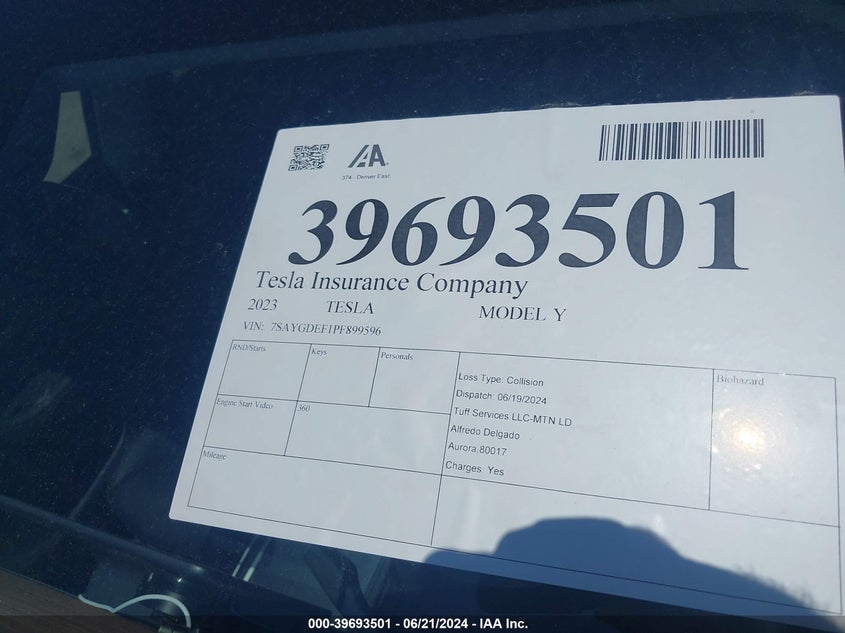 IAA
374 - Denver East
39693501
Tesla Insurance Company
2023 TESLA MODEL Y
VIN: 7SAYGDEF1PF899596
RND/Starts
Keys
Personals
Engine Start Video
360
Mileage
Loss Type: Collision
Dispatch: 06/19/2024
Tuff Services LLC-MTN LD
Alfredo Delgado
Aurora,80017
Charges: Yes
Biohazard
000-39693501 - 06/21/2024 - IAA Inc.